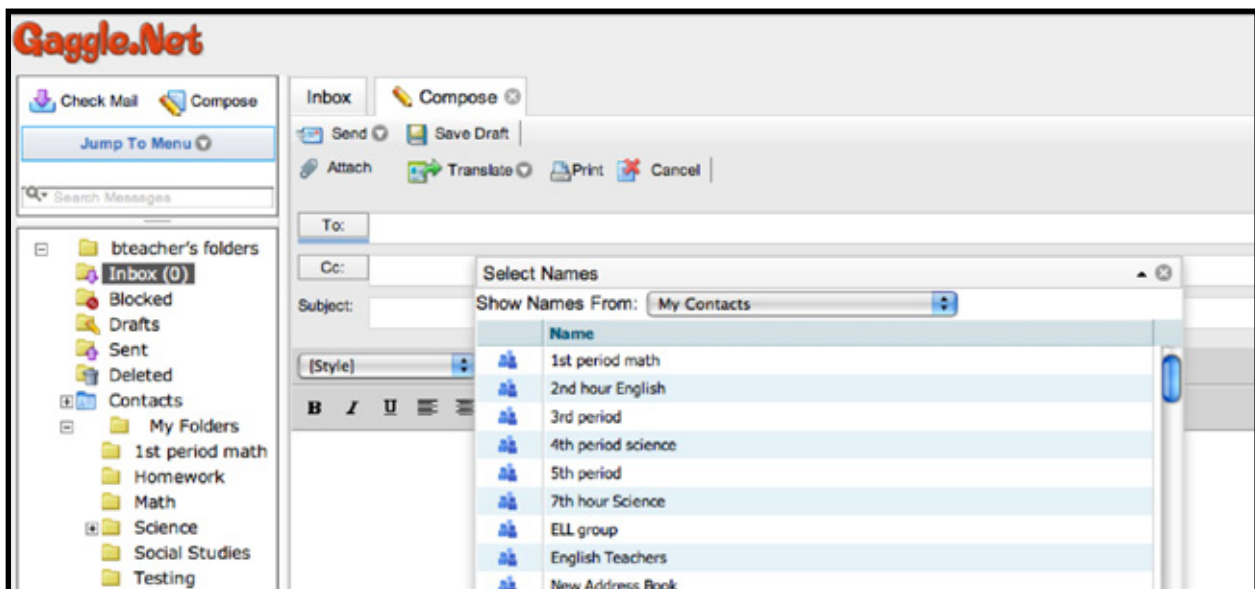 Gaggle.Net
Check Mail Compose
Jump To Menu
Search Messages
bteacher's folders
Inbox (0)
Blocked
Drafts
Sent
Deleted
Contacts
My Folders
1st period math
Homework
Math
Science
Social Studies
Testing
Inbox Compose
Send Save Draft
Attach Translate Print Cancel
To:
Cc:
Subject:
[Style]
B I U
Select Names
Show Names From: My Contacts
Name
1st period math
2nd hour English
3rd period
4th period science
5th period
7th hour Science
ELL group
English Teachers
New Address Book